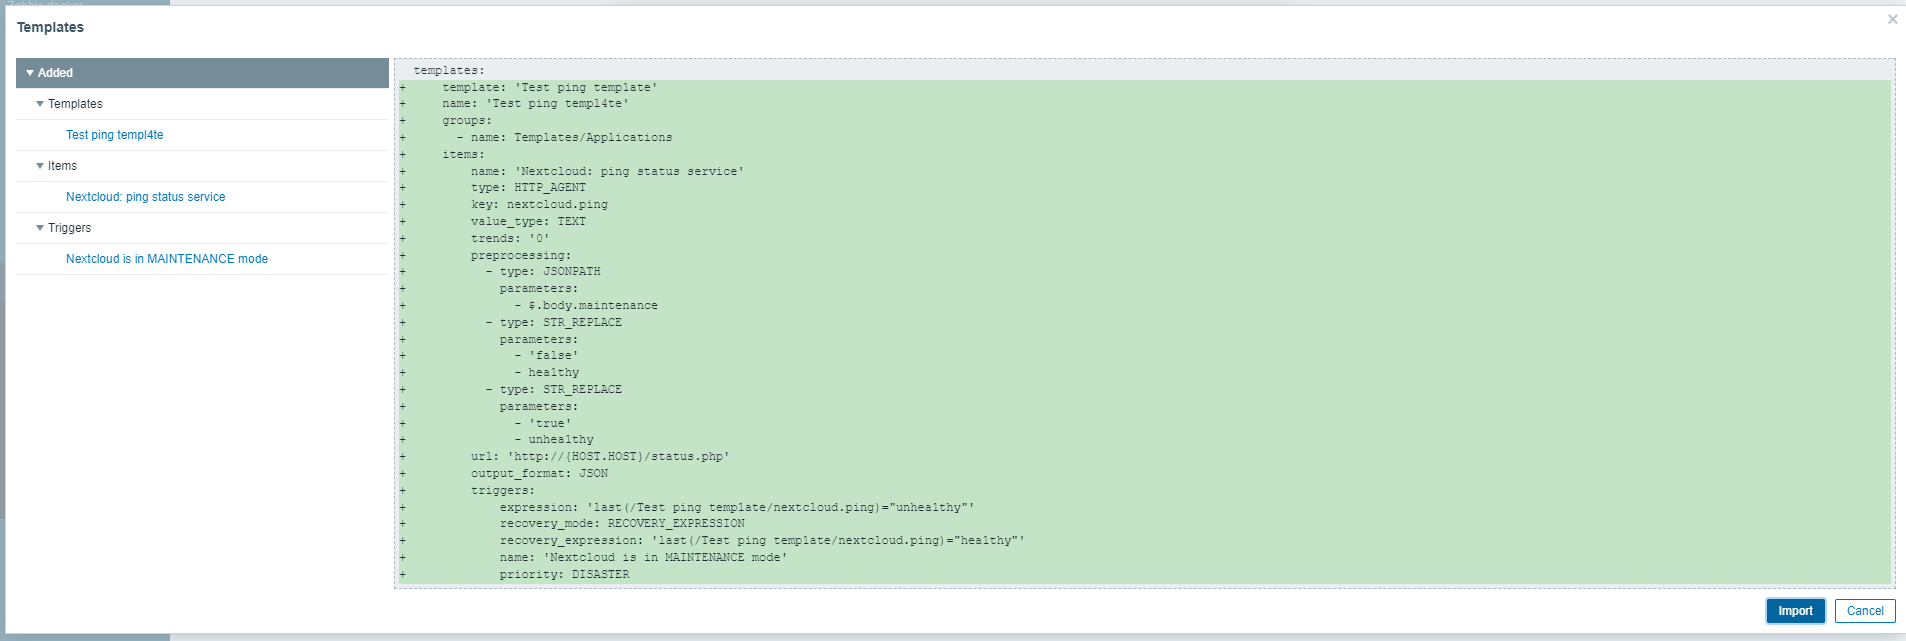 Templates
Added
Templates
Test ping templ4te
Items
Nextcloud: ping status service
Triggers
Nextcloud is in MAINTENANCE mode
templates:
+ template: 'Test ping template'
+ name: 'Test ping templ4te'
+ groups:
+ - name: Templates/Applications
+ items:
+ name: 'Nextcloud: ping status service'
+ type: HTTP_AGENT
+ key: nextcloud.ping
+ value_type: TEXT
+ trends: '0'
+ preprocessing:
+ - type: JSONPATH
+ parameters:
+ - $.body.maintenance
+ - type: STR_REPLACE
+ parameters:
+ - 'false'
+ - healthy
+ - type: STR_REPLACE
+ parameters:
+ - 'true'
+ - unhealthy
+ url: 'http://{HOST.HOST}/status.php'
+ output_format: JSON
+ triggers:
+ expression: 'last(/Test ping template/nextcloud.ping)="unhealthy"'
+ recovery_mode: RECOVERY_EXPRESSION
+ recovery_expression: 'last(/Test ping template/nextcloud.ping)="healthy"'
+ name: 'Nextcloud is in MAINTENANCE mode'
+ priority: DISASTER
Import Cancel